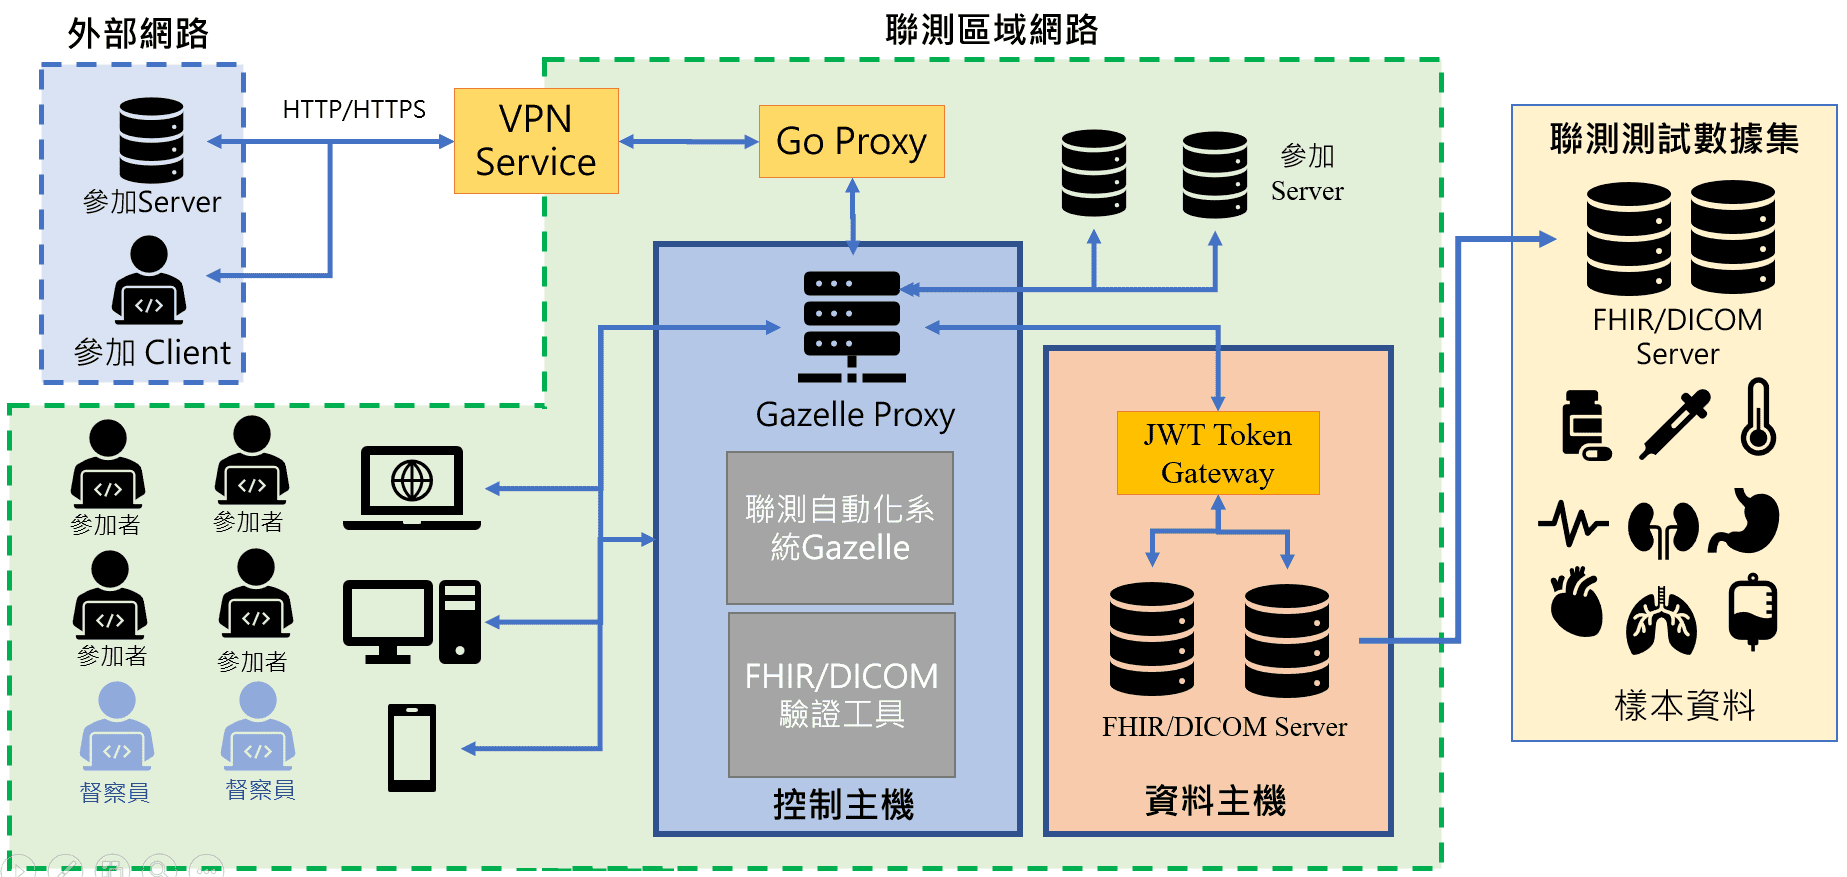 外部網路
聯測區域網路
HTTP/HTTPS
參加Server
參加 Client
VPN
Service
Go Proxy
參加
Server
Gazelle Proxy
聯測自動化系
統Gazelle
FHIR/DICOM
驗證工具
控制主機
JWT Token
Gateway
FHIR/DICOM Server
資料主機
參加者
參加者
參加者
參加者
督察員
督察員
聯測測試數據集
FHIR/DICOM
Server
樣本資料